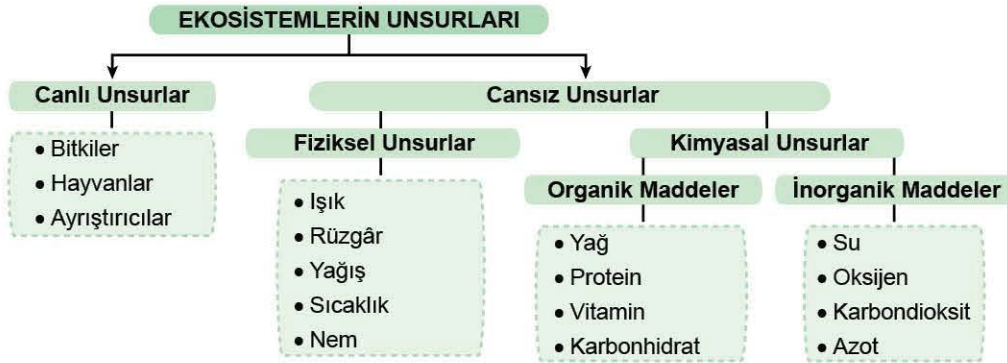 EKOSİSTEMLERİN UNSURLARI
Canlı Unsurlar
• Bitkiler
• Hayvanlar
• Ayrıştırıcılar
Cansız Unsurlar
Fiziksel Unsurlar
• Işık
• Rüzgâr
• Yağış
• Sıcaklık
• Nem
Kimyasal Unsurlar
Organik Maddeler
• Yağ
• Protein
• Vitamin
• Karbonhidrat
İnorganik Maddeler
• Su
• Oksijen
• Karbondioksit
• Azot